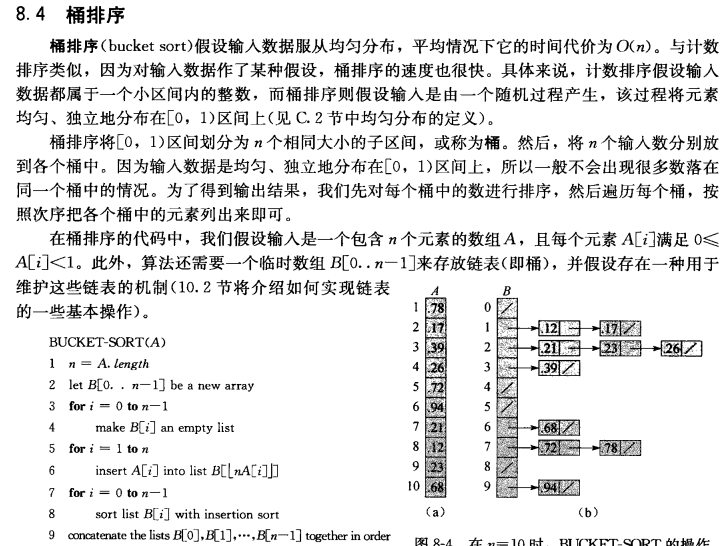 8.4 桶排序
桶排序(bucket sort)假设输入数据服从均匀分布，平均情况下它的时间代价为O(n)。与计数
排序类似，因为对输入数据作了某种假设，桶排序的速度也很快。具体来说，计数排序假设输入
数据都属于一个小区间内的整数，而桶排序则假设输入是由一个随机过程产生，该过程将元素
均匀、独立地分布在[0，1)区间上(见 C.2节中均匀分布的定义)。
桶排序将[0，1)区间划分为 n 个相同大小的子区间，或称为桶。然后，将 n 个输入数分别放
到各个桶中。因为输入数据是均匀、独立地分布在[0，1)区间上，所以一般不会出现很多数落在
同一个桶中的情况。为了得到输出结果，我们先对每个桶中的数进行排序，然后遍历每个桶，按
照次序把各个桶中的元素列出来即可。
在桶排序的代码中，我们假设输入是一个包含 n 个元素的数组 A，且每个元素 A[i]满足 0≤
A[i]<1。此外，算法还需要一个临时数组 B[0..n−1]来存放链表(即桶)，并假设存在一种用于
维护这些链表的机制(10.2 节将介绍如何实现链表
的一些基本操作)。
BUCKET-SORT(A)
1 n = A.length
2 let B[0..n−1] be a new array
3 for i = 0 to n−1
4 make B[i] an empty list
5 for i = 1 to n
6 insert A[i] into list B[⌊nA[i]⌋]
7 for i = 0 to n−1
8 sort list B[i] with insertion sort
9 concatenate the lists B[0],B[1],⋯,B[n−1] together in order
A B
1 .78 0 /
2 .17 1 .12 .17 /
3 .39 2 .21 .23 .26 /
4 .26 3 .39 /
5 .72 4 /
6 .94 5 /
7 .21 6 .68 /
8 .12 7 .72 .78 /
9 .23 8 /
10 .68 9 .94 /
(a) (b)
图 8-4 在 n=10 时，BUCKET-SORT 的操作